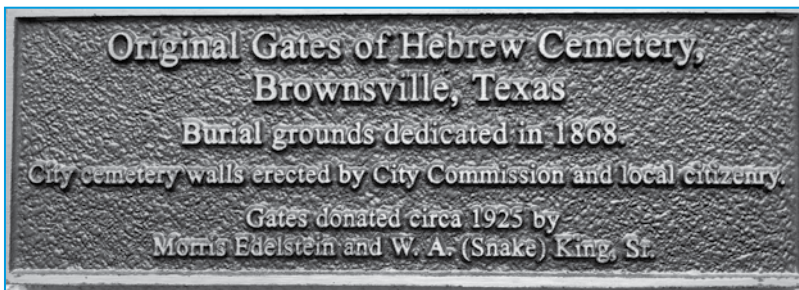 Original Gates of Hebrew Cemetery,
Brownsville, Texas
Burial grounds dedicated in 1868.
City cemetery walls erected by City Commission and local citizenry.
Gates donated circa 1925 by
Morris Edelstein and W. A. (Snake) King, Sr.